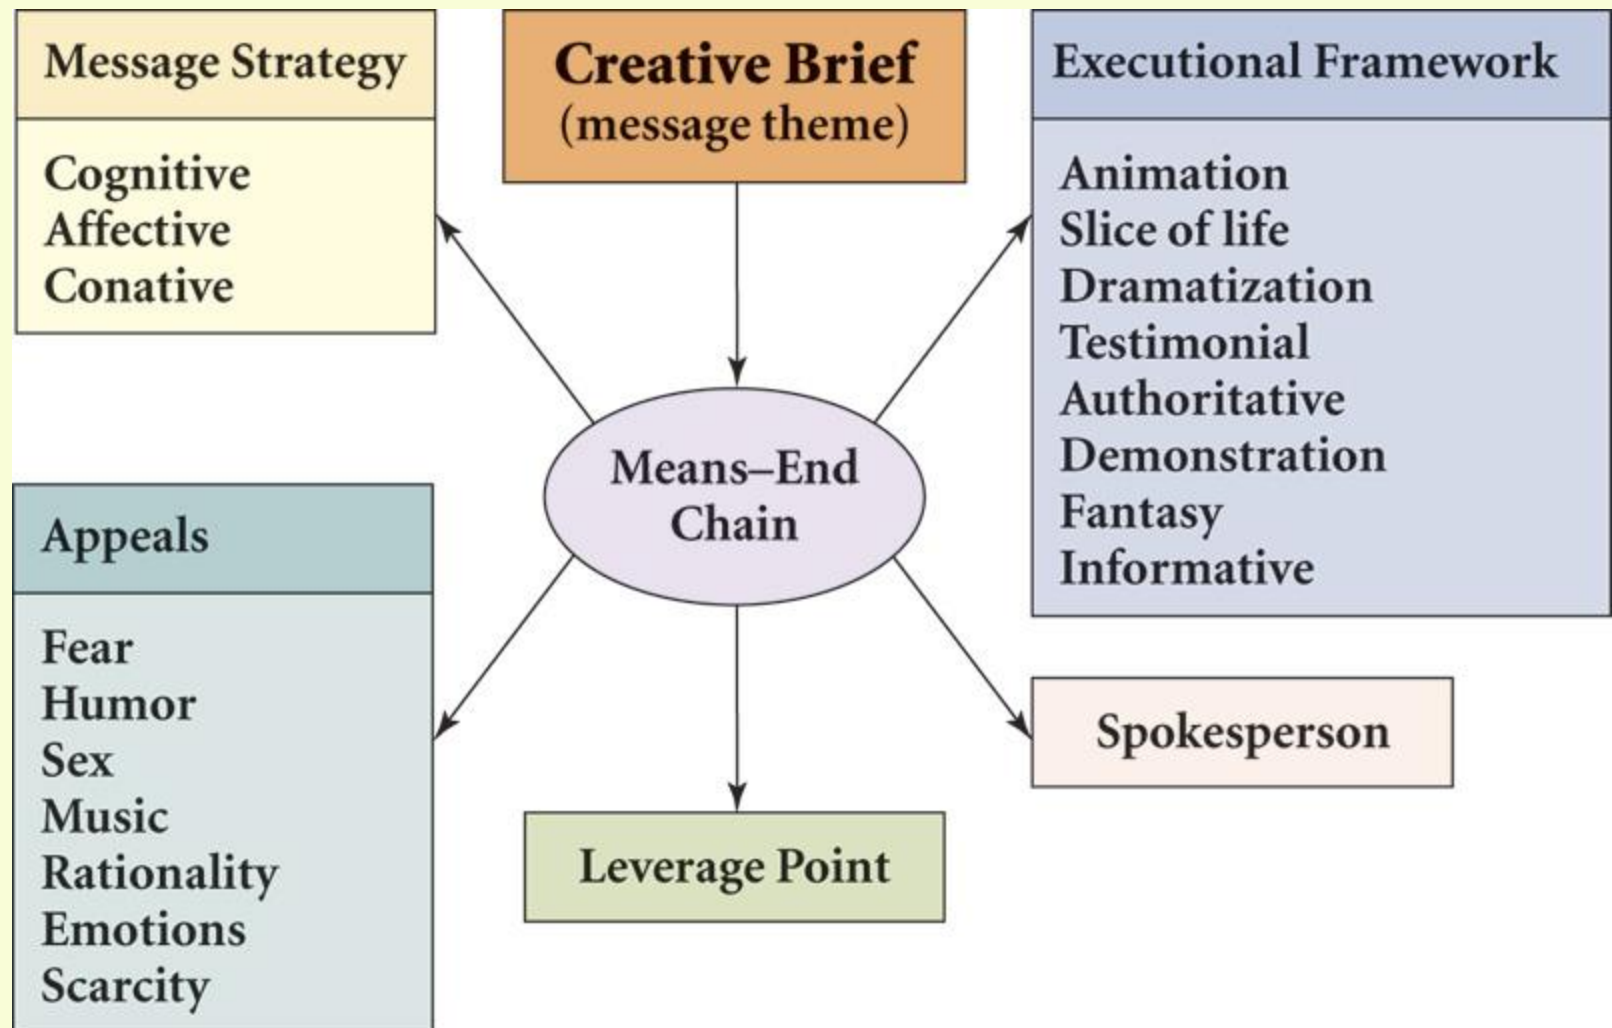 Message Strategy
Cognitive
Affective
Conative
Creative Brief
(message theme)
Executional Framework
Animation
Slice of life
Dramatization
Testimonial
Authoritative
Demonstration
Fantasy
Informative
Means–End
Chain
Appeals
Fear
Humor
Sex
Music
Rationality
Emotions
Scarcity
Leverage Point
Spokesperson